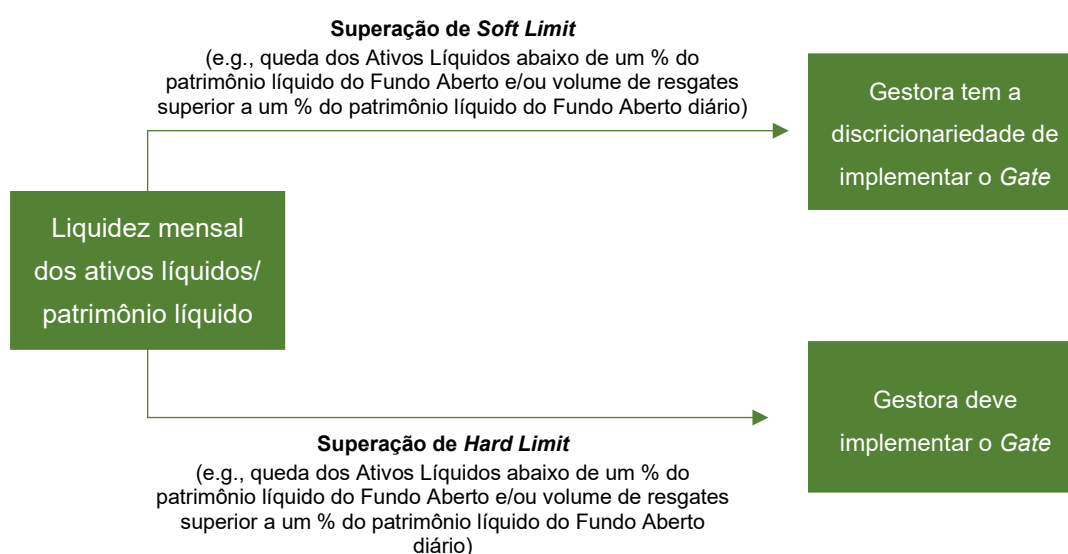 Superação de Soft Limit
(e.g., queda dos Ativos Líquidos abaixo de um % do
patrimônio líquido do Fundo Aberto e/ou volume de resgates
superior a um % do patrimônio líquido do Fundo Aberto diário)
Gestora tem a
discricionariedade de
implementar o Gate
Liquidez mensal
dos ativos líquidos/
patrimônio líquido
Gestora deve
implementar o Gate
Superação de Hard Limit
(e.g., queda dos Ativos Líquidos abaixo de um % do
patrimônio líquido do Fundo Aberto e/ou volume de resgates
superior a um % do patrimônio líquido do Fundo Aberto
diário)